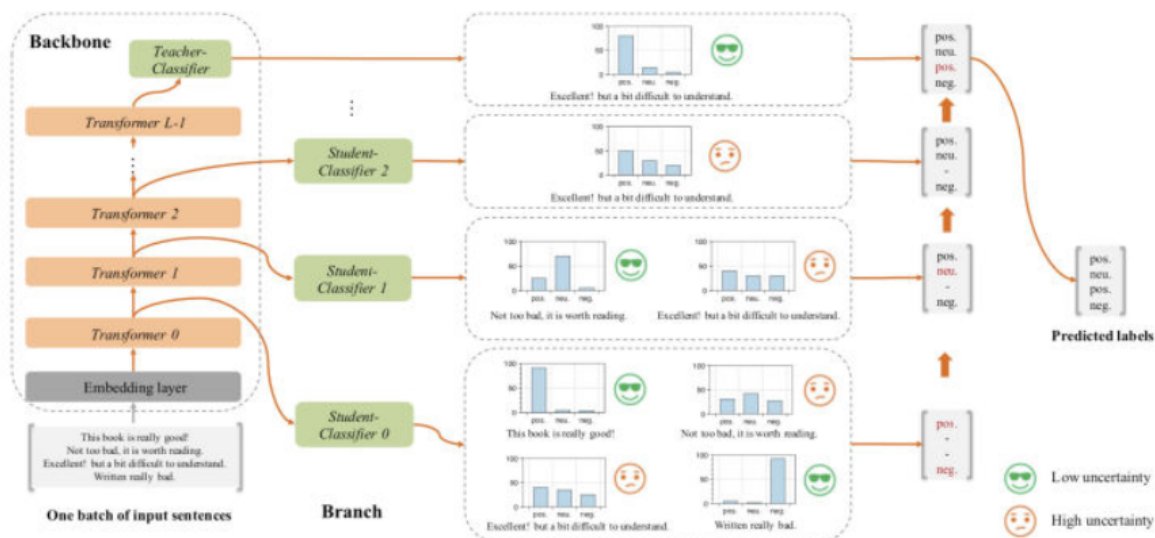 Backbone
Teacher-
Classifier
Transformer L-1
Transformer 2
Transformer 1
Transformer 0
Embedding layer
This book is really good!
Not too bad, it is worth reading.
Excellent! but a bit difficult to understand.
Written really bad.
One batch of input sentences
Branch
Student-
Classifier 2
Student-
Classifier 1
Student-
Classifier 0
100
50
0
pos. neu. neg.
Excellent! but a bit difficult to understand.
100
50
0
pos. neu. neg.
Excellent! but a bit difficult to understand.
100
50
0
pos. neu. neg.
Not too bad, it is worth reading.
100
50
0
pos. neu. neg.
Excellent! but a bit difficult to understand.
100
50
0
pos. neu. neg.
This book is really good!
100
50
0
pos. neu. neg.
Not too bad, it is worth reading.
100
50
0
pos. neu. neg.
Excellent! but a bit difficult to understand.
100
50
0
pos. neu. neg.
Written really bad.
pos.
neu.
pos.
neg.
pos.
neu.
-
neg.
pos.
neu.
-
neg.
pos.
-
-
neg.
pos.
neu.
pos.
neg.
Predicted labels
Low uncertainty
High uncertainty